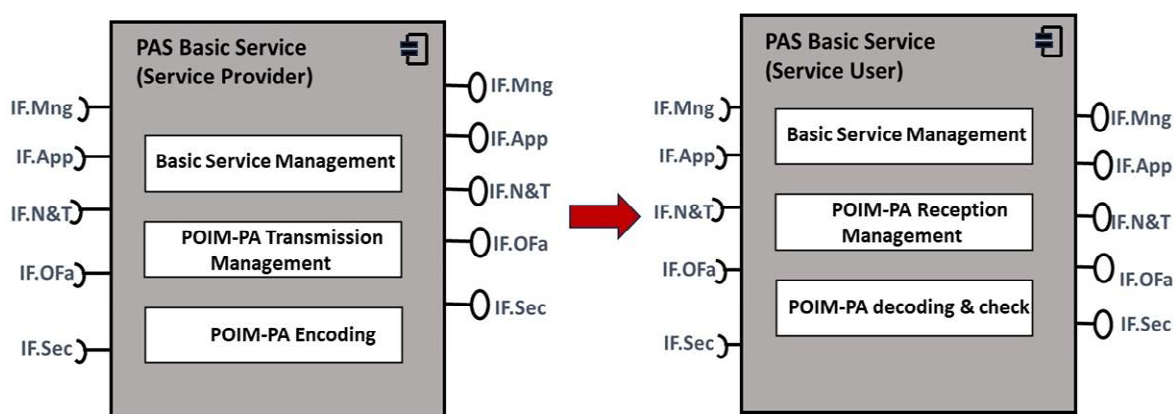 PAS Basic Service
(Service Provider)
IF.Mng
IF.App
IF.N&T
IF.OFa
IF.Sec
Basic Service Management
POIM-PA Transmission
Management
POIM-PA Encoding
IF.Mng
IF.App
IF.N&T
IF.OFa
IF.Sec
PAS Basic Service
(Service User)
IF.Mng
IF.App
IF.N&T
IF.OFa
IF.Sec
Basic Service Management
POIM-PA Reception
Management
POIM-PA decoding & check
IF.Mng
IF.App
IF.N&T
IF.OFa
IF.Sec